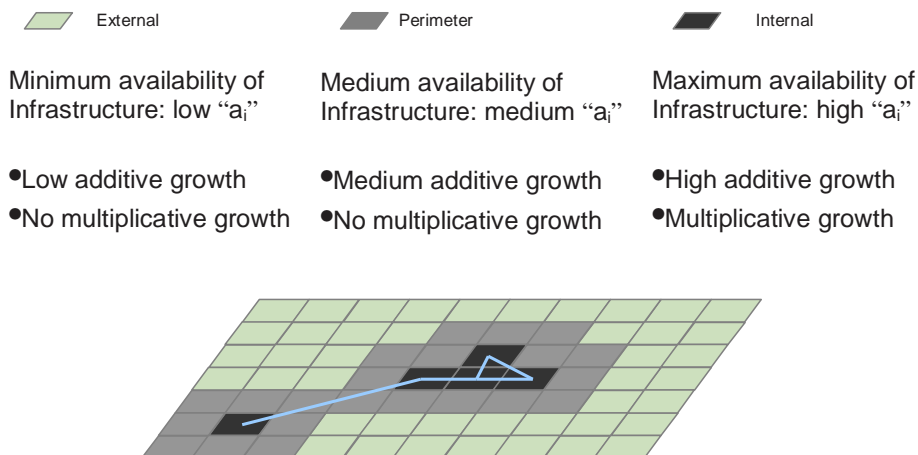 External
Perimeter
Internal
Minimum availability of
Infrastructure: low “aᵢ”
Medium availability of
Infrastructure: medium “aᵢ”
Maximum availability of
Infrastructure: high “aᵢ”
●Low additive growth
●No multiplicative growth
●Medium additive growth
●No multiplicative growth
●High additive growth
●Multiplicative growth